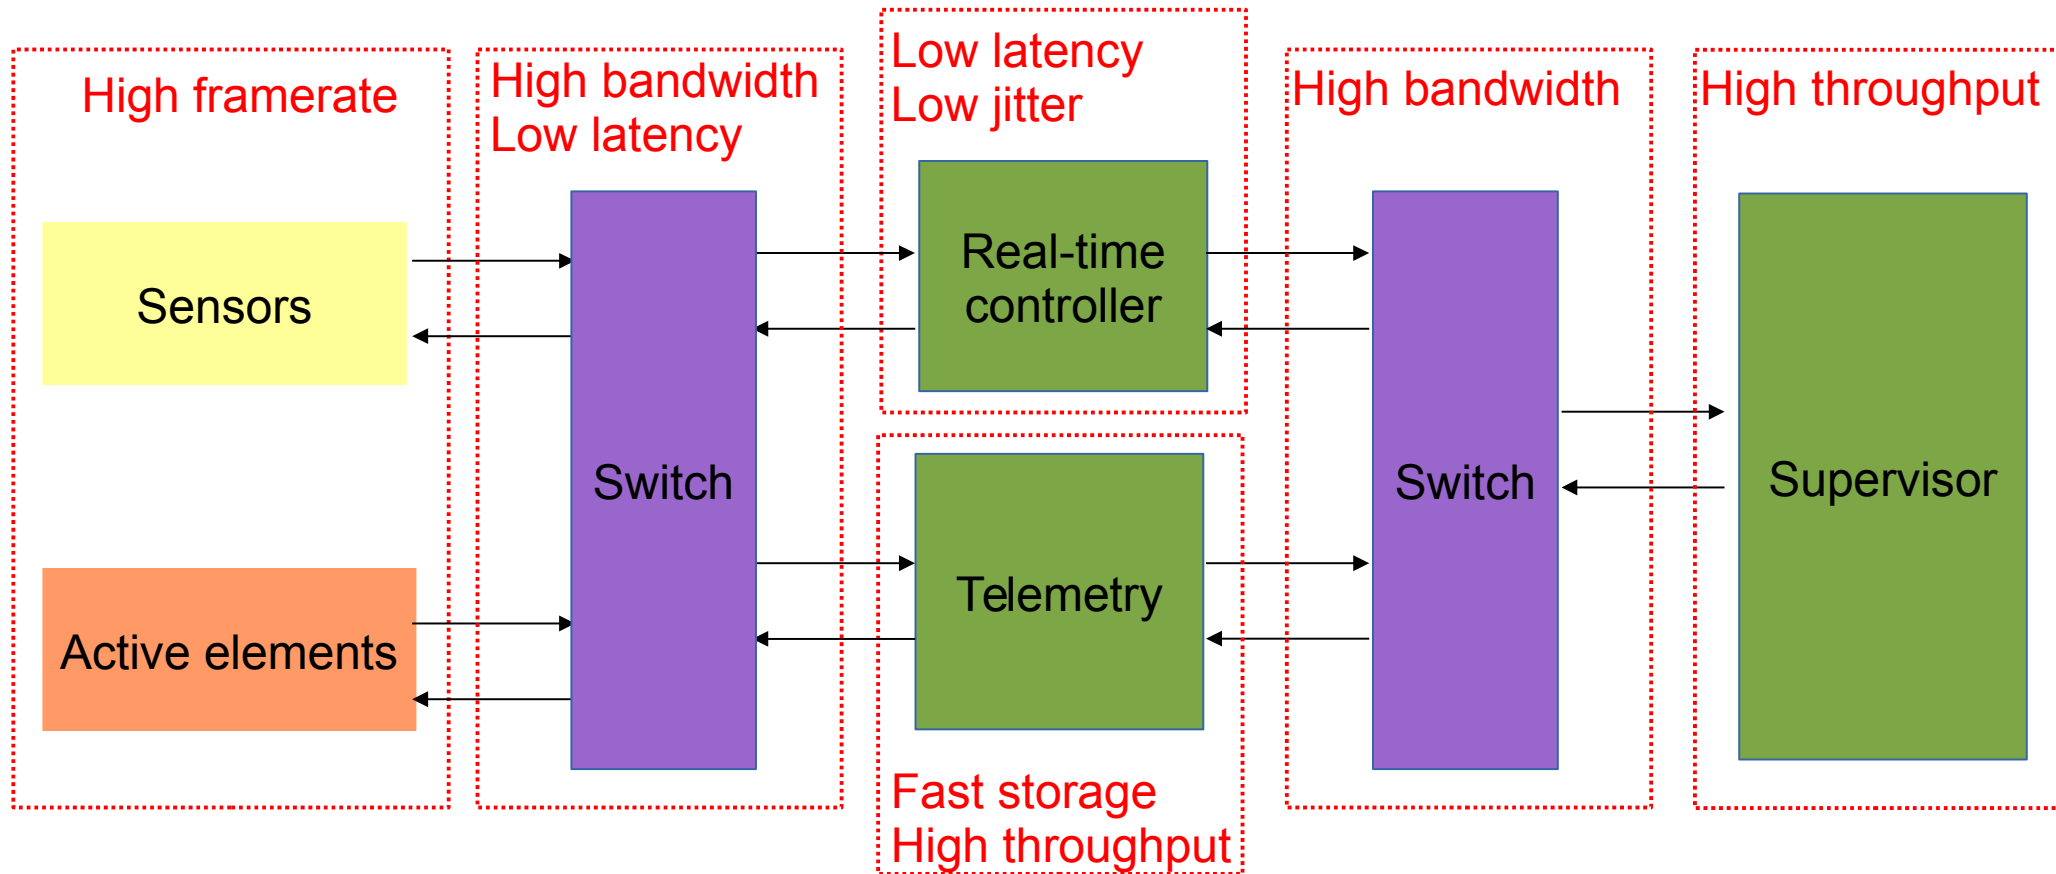 High framerate
Sensors
Active elements
High bandwidth
Low latency
Switch
Low latency
Low jitter
Real-time
controller
Telemetry
Fast storage
High throughput
High bandwidth
Switch
High throughput
Supervisor